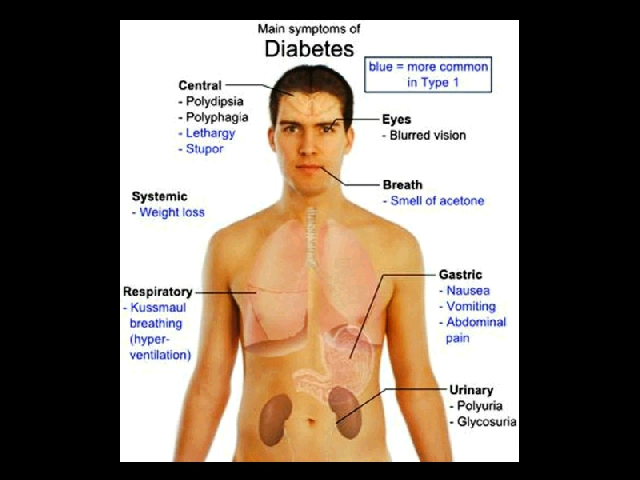 Main symptoms of
Diabetes
blue = more common
in Type 1
Central
- Polydipsia
- Polyphagia
- Lethargy
- Stupor
Eyes
- Blurred vision
Breath
- Smell of acetone
Systemic
- Weight loss
Gastric
- Nausea
- Vomiting
- Abdominal
pain
Respiratory
- Kussmaul
breathing
(hyper-
ventilation)
Urinary
- Polyuria
- Glycosuria